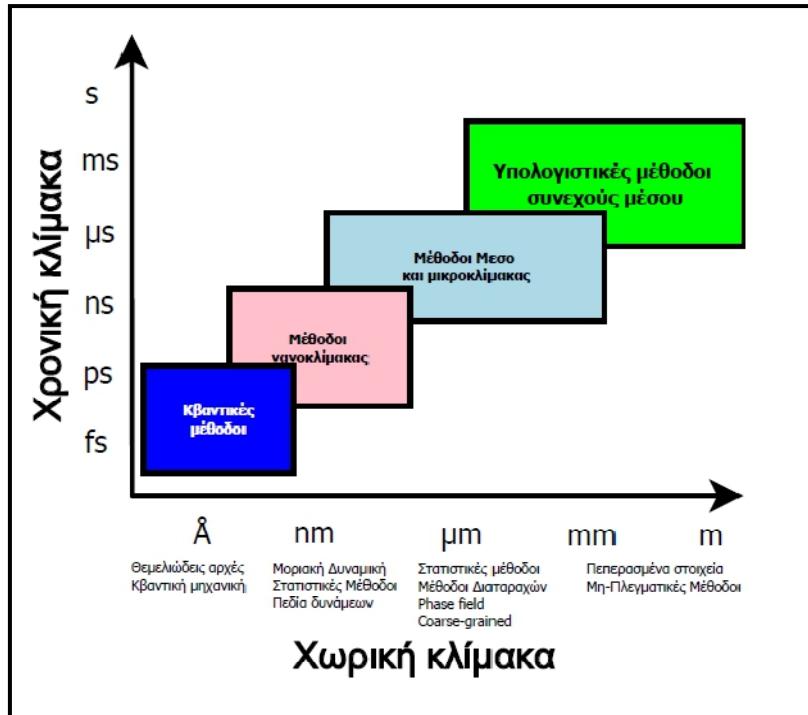 s
ms
μs
ns
ps
fs
Χρονική κλίμακα
Υπολογιστικές μέθοδοι
συνεχούς μέσου
Μέθοδοι Μεσο
και μικροκλίμακας
Μέθοδοι
νανοκλίμακας
Κβαντικές
μέθοδοι
Å nm μm mm m
Θεμελιώδεις αρχές
Κβαντική μηχανική
Μοριακή Δυναμική
Στατιστικές Μέθοδοι
Πεδία δυνάμεων
Στατιστικές μέθοδοι
Μέθοδοι Διαταραχών
Phase field
Coarse-grained
Πεπερασμένα στοιχεία
Μη-Πλεγματικές Μέθοδοι
Χωρική κλίμακα